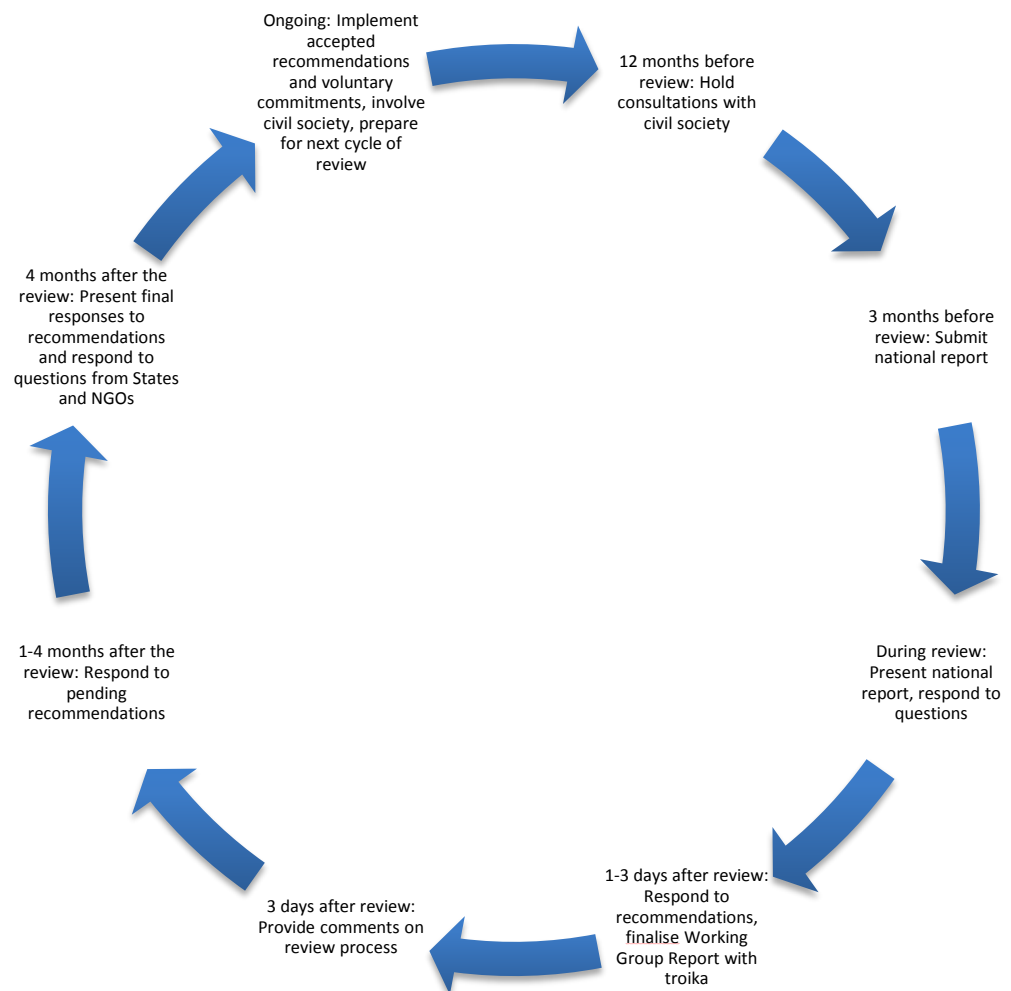 Ongoing: Implement
accepted
recommendations
and voluntary
commitments, involve
civil society, prepare
for next cycle of
review
12 months before
review: Hold
consultations with
civil society
3 months before
review: Submit
national report
During review:
Present national
report, respond to
questions
1-3 days after review:
Respond to
recommendations,
finalise Working
Group Report with
troika
3 days after review:
Provide comments on
review process
1-4 months after the
review: Respond to
pending
recommendations
4 months after the
review: Present final
responses to
recommendations
and respond to
questions from States
and NGOs